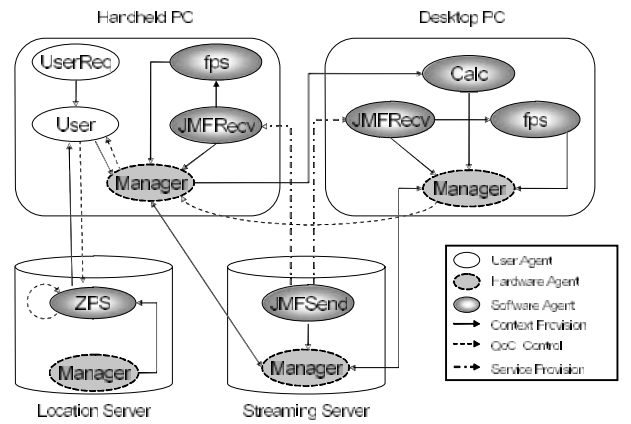 Handheld PC
Desktop PC
UserReq
fps
Calc
User
JMFRecv
JMFRecv
fps
Manager
Manager
ZPS
JMFSend
Manager
Manager
Location Server
Streaming Server
User Agent
Hardware Agent
Software Agent
Context Provision
QoC Control
Service Provision